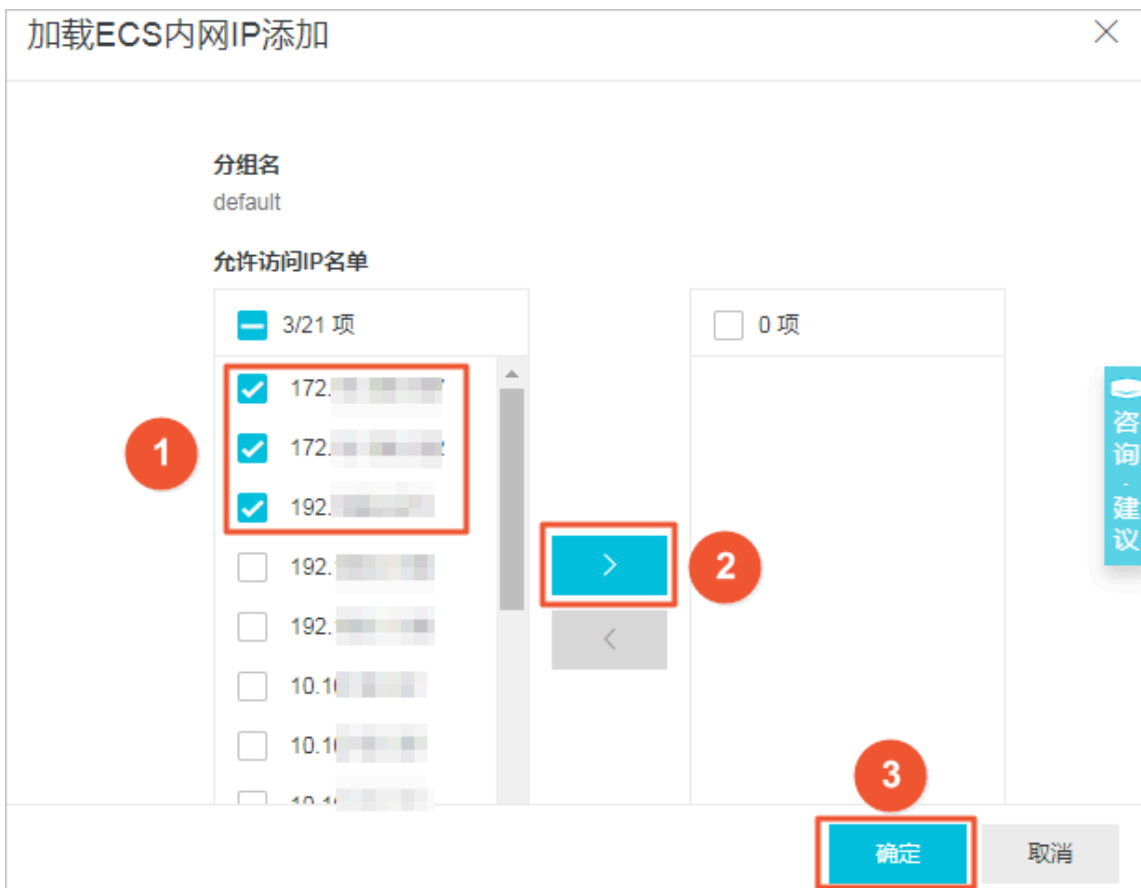 加载ECS内网IP添加
分组名
default
允许访问IP名单
3/21 项
0 项
172.
172.
192.
192.
192.
10.1
10.1
1
2
3
确定
取消
咨询·建议